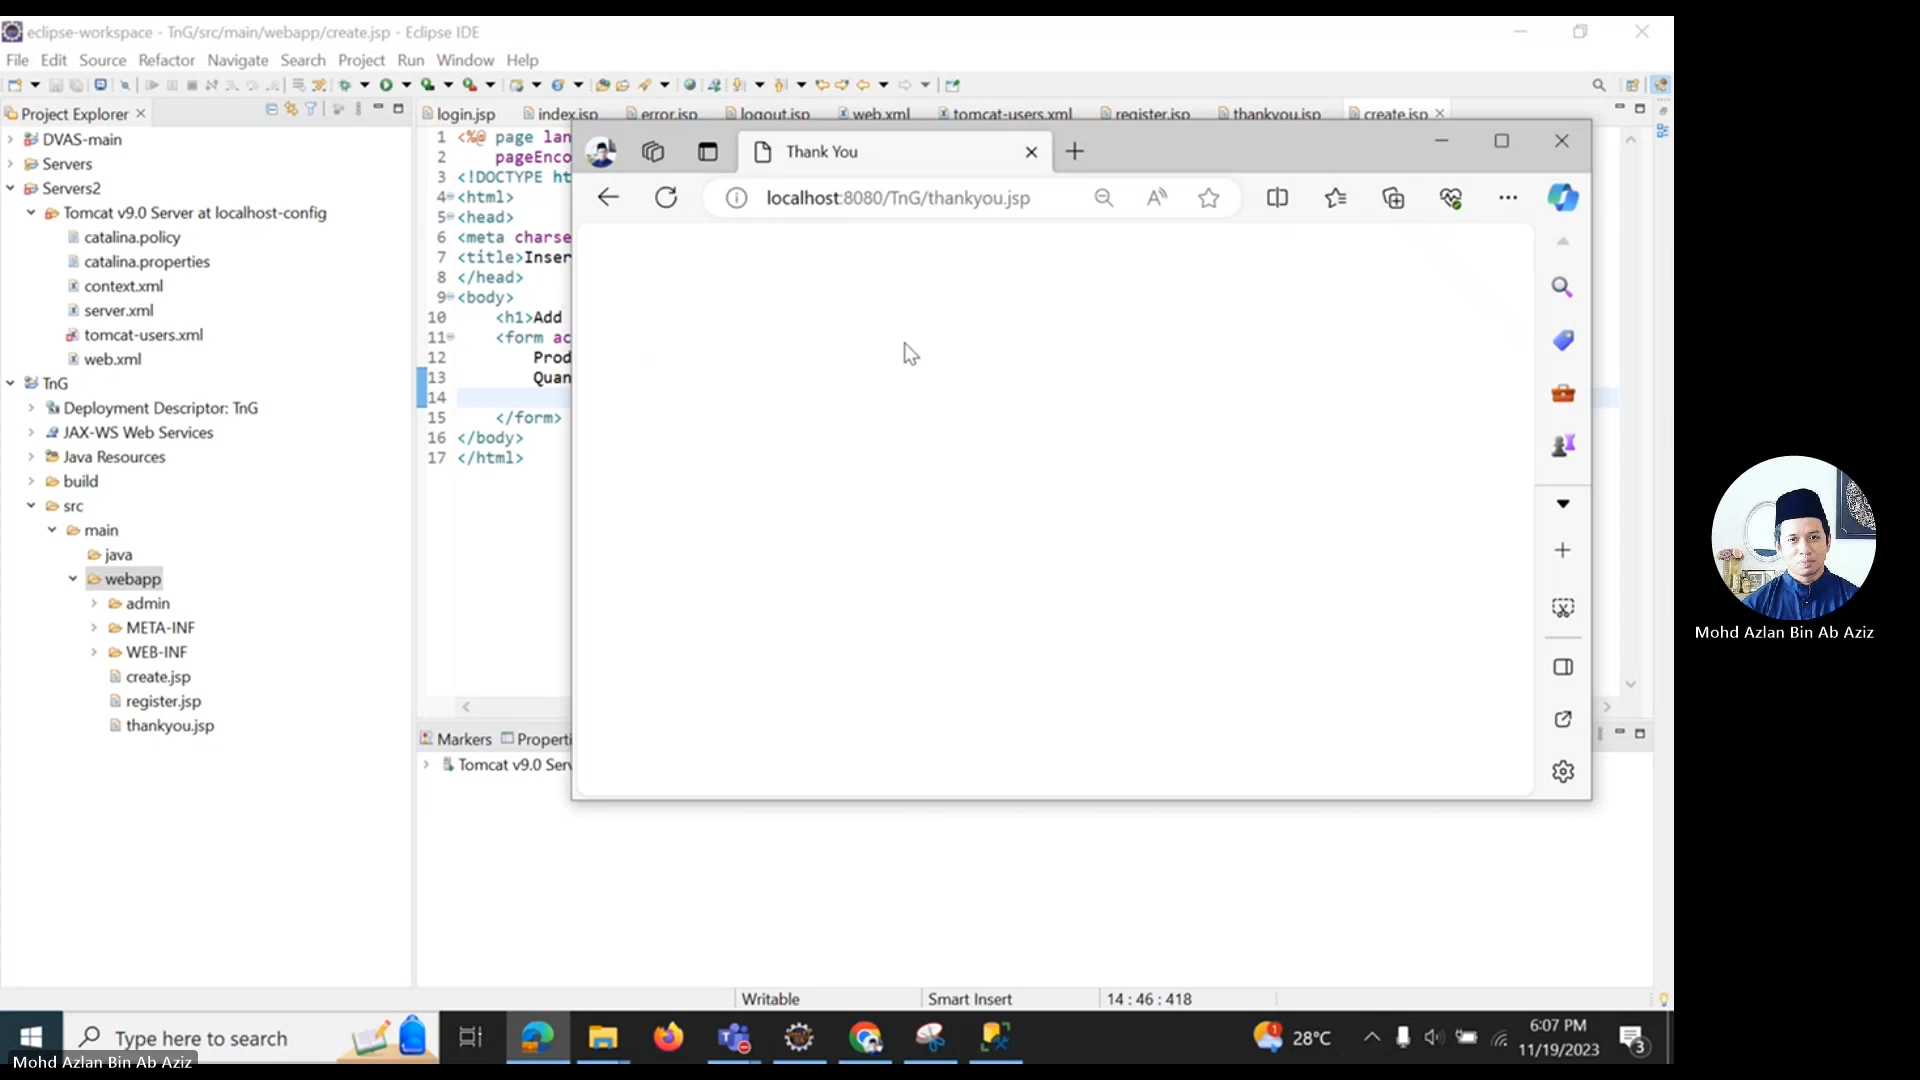 eclipse-workspace - TnG/src/main/webapp/create.jsp - Eclipse IDE
File Edit Source Refactor Navigate Search Project Run Window Help
Project Explorer
login.jsp index.jsp error.jsp logout.jsp web.xml tomcat-users.xml register.jsp thankyou.jsp create.jsp
DVAS-main
Servers
Servers2
Tomcat v9.0 Server at localhost-config
catalina.policy
catalina.properties
context.xml
server.xml
tomcat-users.xml
web.xml
TnG
Deployment Descriptor: TnG
JAX-WS Web Services
Java Resources
build
src
main
java
webapp
admin
META-INF
WEB-INF
create.jsp
register.jsp
thankyou.jsp
1 <%@ page lan
2 pageEnco
3 <!DOCTYPE ht
4 <html>
5 <head>
6 <meta charse
7 <title>Inser
8 </head>
9 <body>
10 <h1>Add
11 <form ac
12 Prod
13 Quan
14
15 </form>
16 </body>
17 </html>
Thank You
localhost:8080/TnG/thankyou.jsp
Markers Properti
Tomcat v9.0 Serv
Writable Smart Insert 14 : 46 : 418
Type here to search
1
28°C
6:07 PM
11/19/2023
3
Mohd Azlan Bin Ab Aziz
Mohd Azlan Bin Ab Aziz